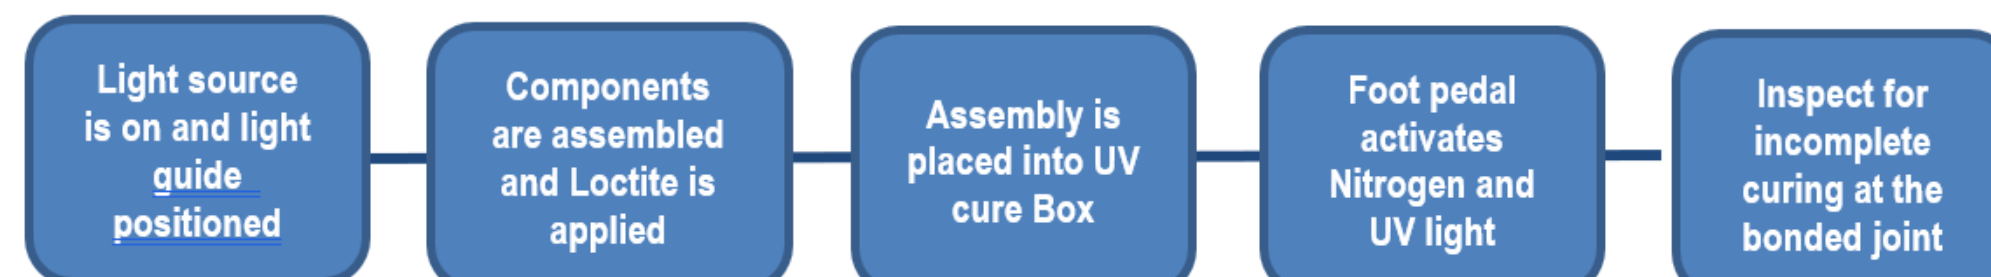 Light source
is on and light
guide
positioned
Components
are assembled
and Loctite is
applied
Assembly is
placed into UV
cure Box
Foot pedal
activates
Nitrogen and
UV light
Inspect for
incomplete
curing at the
bonded joint